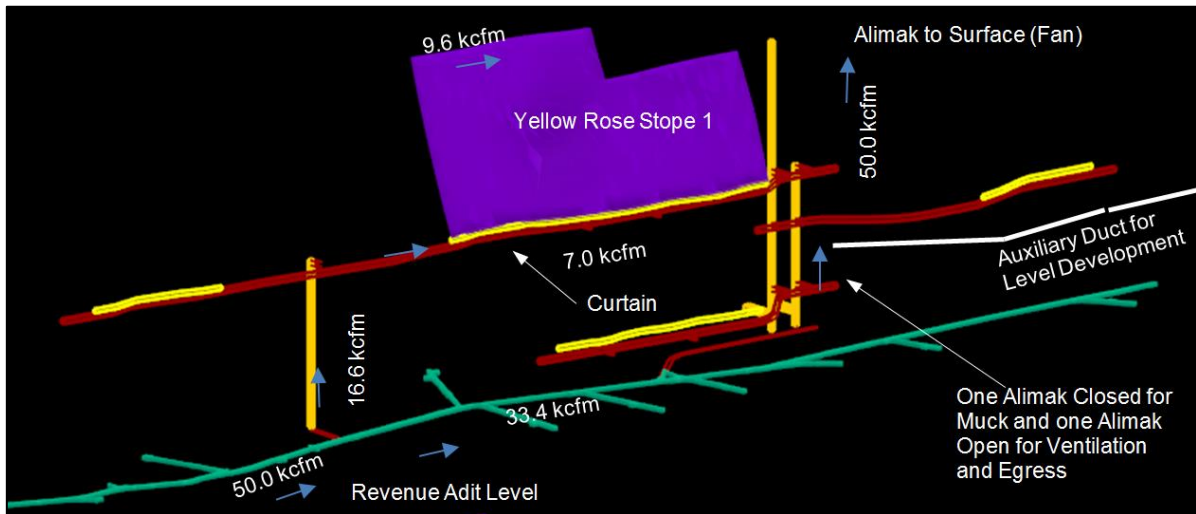 9.6 kcfm
Alimak to Surface (Fan)
Yellow Rose Stope 1
50.0 kcfm
7.0 kcfm
Auxiliary Duct for
Level Development
Curtain
16.6 kcfm
33.4 kcfm
One Alimak Closed for
Muck and one Alimak
Open for Ventilation
and Egress
50.0 kcfm
Revenue Adit Level